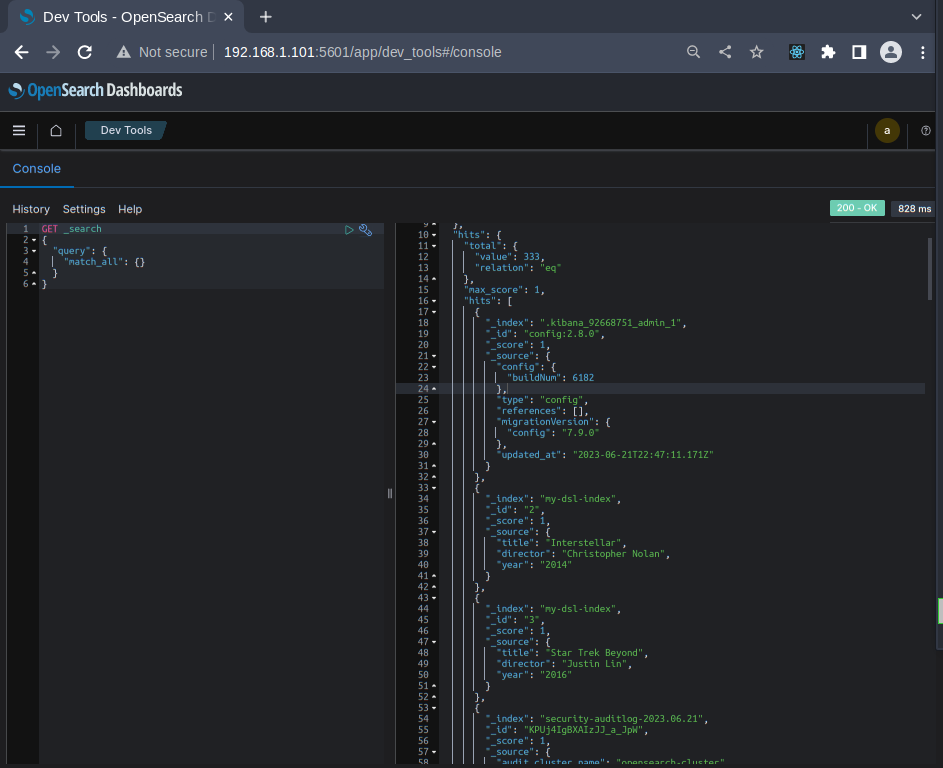 Dev Tools - OpenSearch D
Not secure 192.168.1.101:5601/app/dev_tools#/console
OpenSearch Dashboards
Dev Tools
a
Console
History Settings Help
200 - OK 828 ms
1 GET _search
2 {
3 "query": {
4 "match_all": {}
5 }
6 }
9 },
10 "hits": {
11 "total": {
12 "value": 333,
13 "relation": "eq"
14 },
15 "max_score": 1,
16 "hits": [
17 {
18 "_index": ".kibana_92668751_admin_1",
19 "_id": "config:2.8.0",
20 "_score": 1,
21 "_source": {
22 "config": {
23 "buildNum": 6182
24 },
25 "type": "config",
26 "references": [],
27 "migrationVersion": {
28 "config": "7.9.0"
29 },
30 "updated_at": "2023-06-21T22:47:11.171Z"
31 }
32 },
33 {
34 "_index": "my-dsl-index",
35 "_id": "2",
36 "_score": 1,
37 "_source": {
38 "title": "Interstellar",
39 "director": "Christopher Nolan",
40 "year": "2014"
41 }
42 },
43 {
44 "_index": "my-dsl-index",
45 "_id": "3",
46 "_score": 1,
47 "_source": {
48 "title": "Star Trek Beyond",
49 "director": "Justin Lin",
50 "year": "2016"
51 }
52 },
53 {
54 "_index": "security-auditlog-2023.06.21",
55 "_id": "KPUj4IgBXAIzJJ_a_JpW",
56 "_score": 1,
57 "_source": {
58 "audit_cluster_name": "opensearch-cluster",